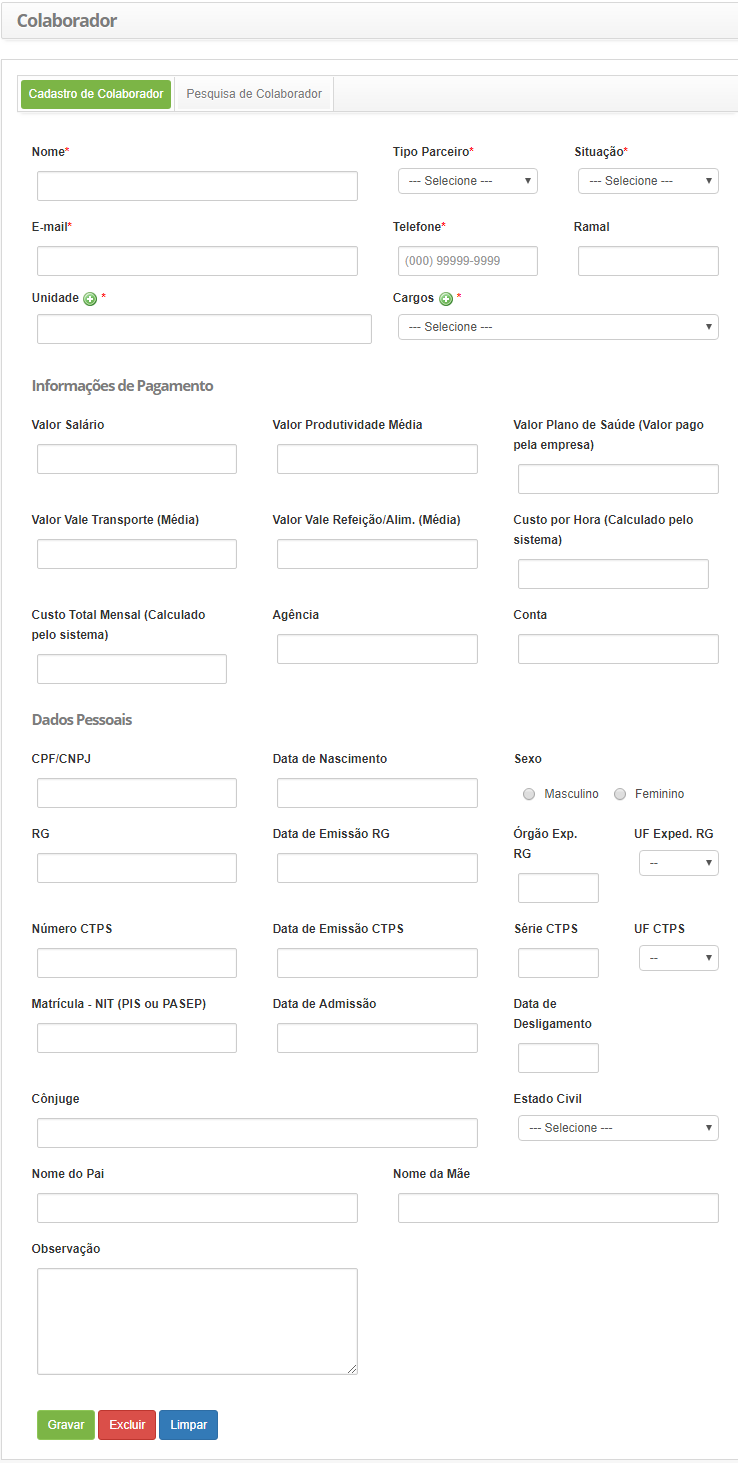 Colaborador
Cadastro de Colaborador Pesquisa de Colaborador
Nome* Tipo Parceiro* Situação*
--- Selecione --- --- Selecione ---
E-mail* Telefone* Ramal
(000) 99999-9999
Unidade * Cargos *
--- Selecione ---
Informações de Pagamento
Valor Salário Valor Produtividade Média Valor Plano de Saúde (Valor pago
pela empresa)
Valor Vale Transporte (Média) Valor Vale Refeição/Alim. (Média) Custo por Hora (Calculado pelo
sistema)
Custo Total Mensal (Calculado Agência Conta
pelo sistema)
Dados Pessoais
CPF/CNPJ Data de Nascimento Sexo
Masculino Feminino
RG Data de Emissão RG Órgão Exp. UF Exped. RG
RG --
Número CTPS Data de Emissão CTPS Série CTPS UF CTPS
--
Matrícula - NIT (PIS ou PASEP) Data de Admissão Data de
Desligamento
Cônjuge Estado Civil
--- Selecione ---
Nome do Pai Nome da Mãe
Observação
Gravar Excluir Limpar